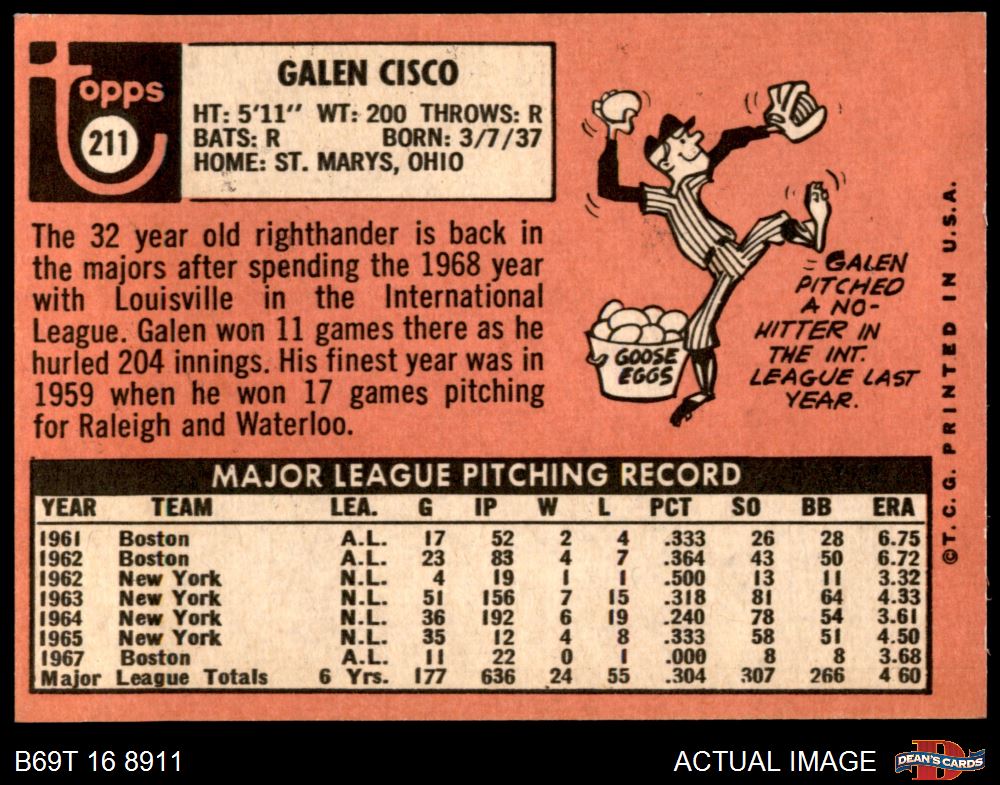 topps
211
GALEN CISCO
HT: 5'11" WT: 200 THROWS: R
BATS: R BORN: 3/7/37
HOME: ST. MARYS, OHIO
The 32 year old righthander is back in
the majors after spending the 1968 year
with Louisville in the International
League. Galen won 11 games there as he
hurled 204 innings. His finest year was in
1959 when he won 17 games pitching
for Raleigh and Waterloo.
GOOSE
EGGS
GALEN
PITCHED
A NO-
HITTER IN
THE INT.
LEAGUE LAST
YEAR.
MAJOR LEAGUE PITCHING RECORD
YEAR TEAM LEA. G IP W L PCT SO BB ERA
1961 Boston A.L. 17 52 2 4 .333 26 28 6.75
1962 Boston A.L. 23 83 4 7 .364 43 50 6.72
1962 New York N.L. 4 19 1 1 .500 13 11 3.32
1963 New York N.L. 51 156 7 15 .318 81 64 4.33
1964 New York N.L. 36 192 6 19 .240 78 54 3.61
1965 New York N.L. 35 12 4 8 .333 58 51 4.50
1967 Boston A.L. 11 22 0 1 .000 8 8 3.68
Major League Totals 6 Yrs. 177 636 24 55 .304 307 266 4 60
©T.C.G. PRINTED IN U.S.A.
B69T 16 8911
ACTUAL IMAGE
DEAN'S CARDS